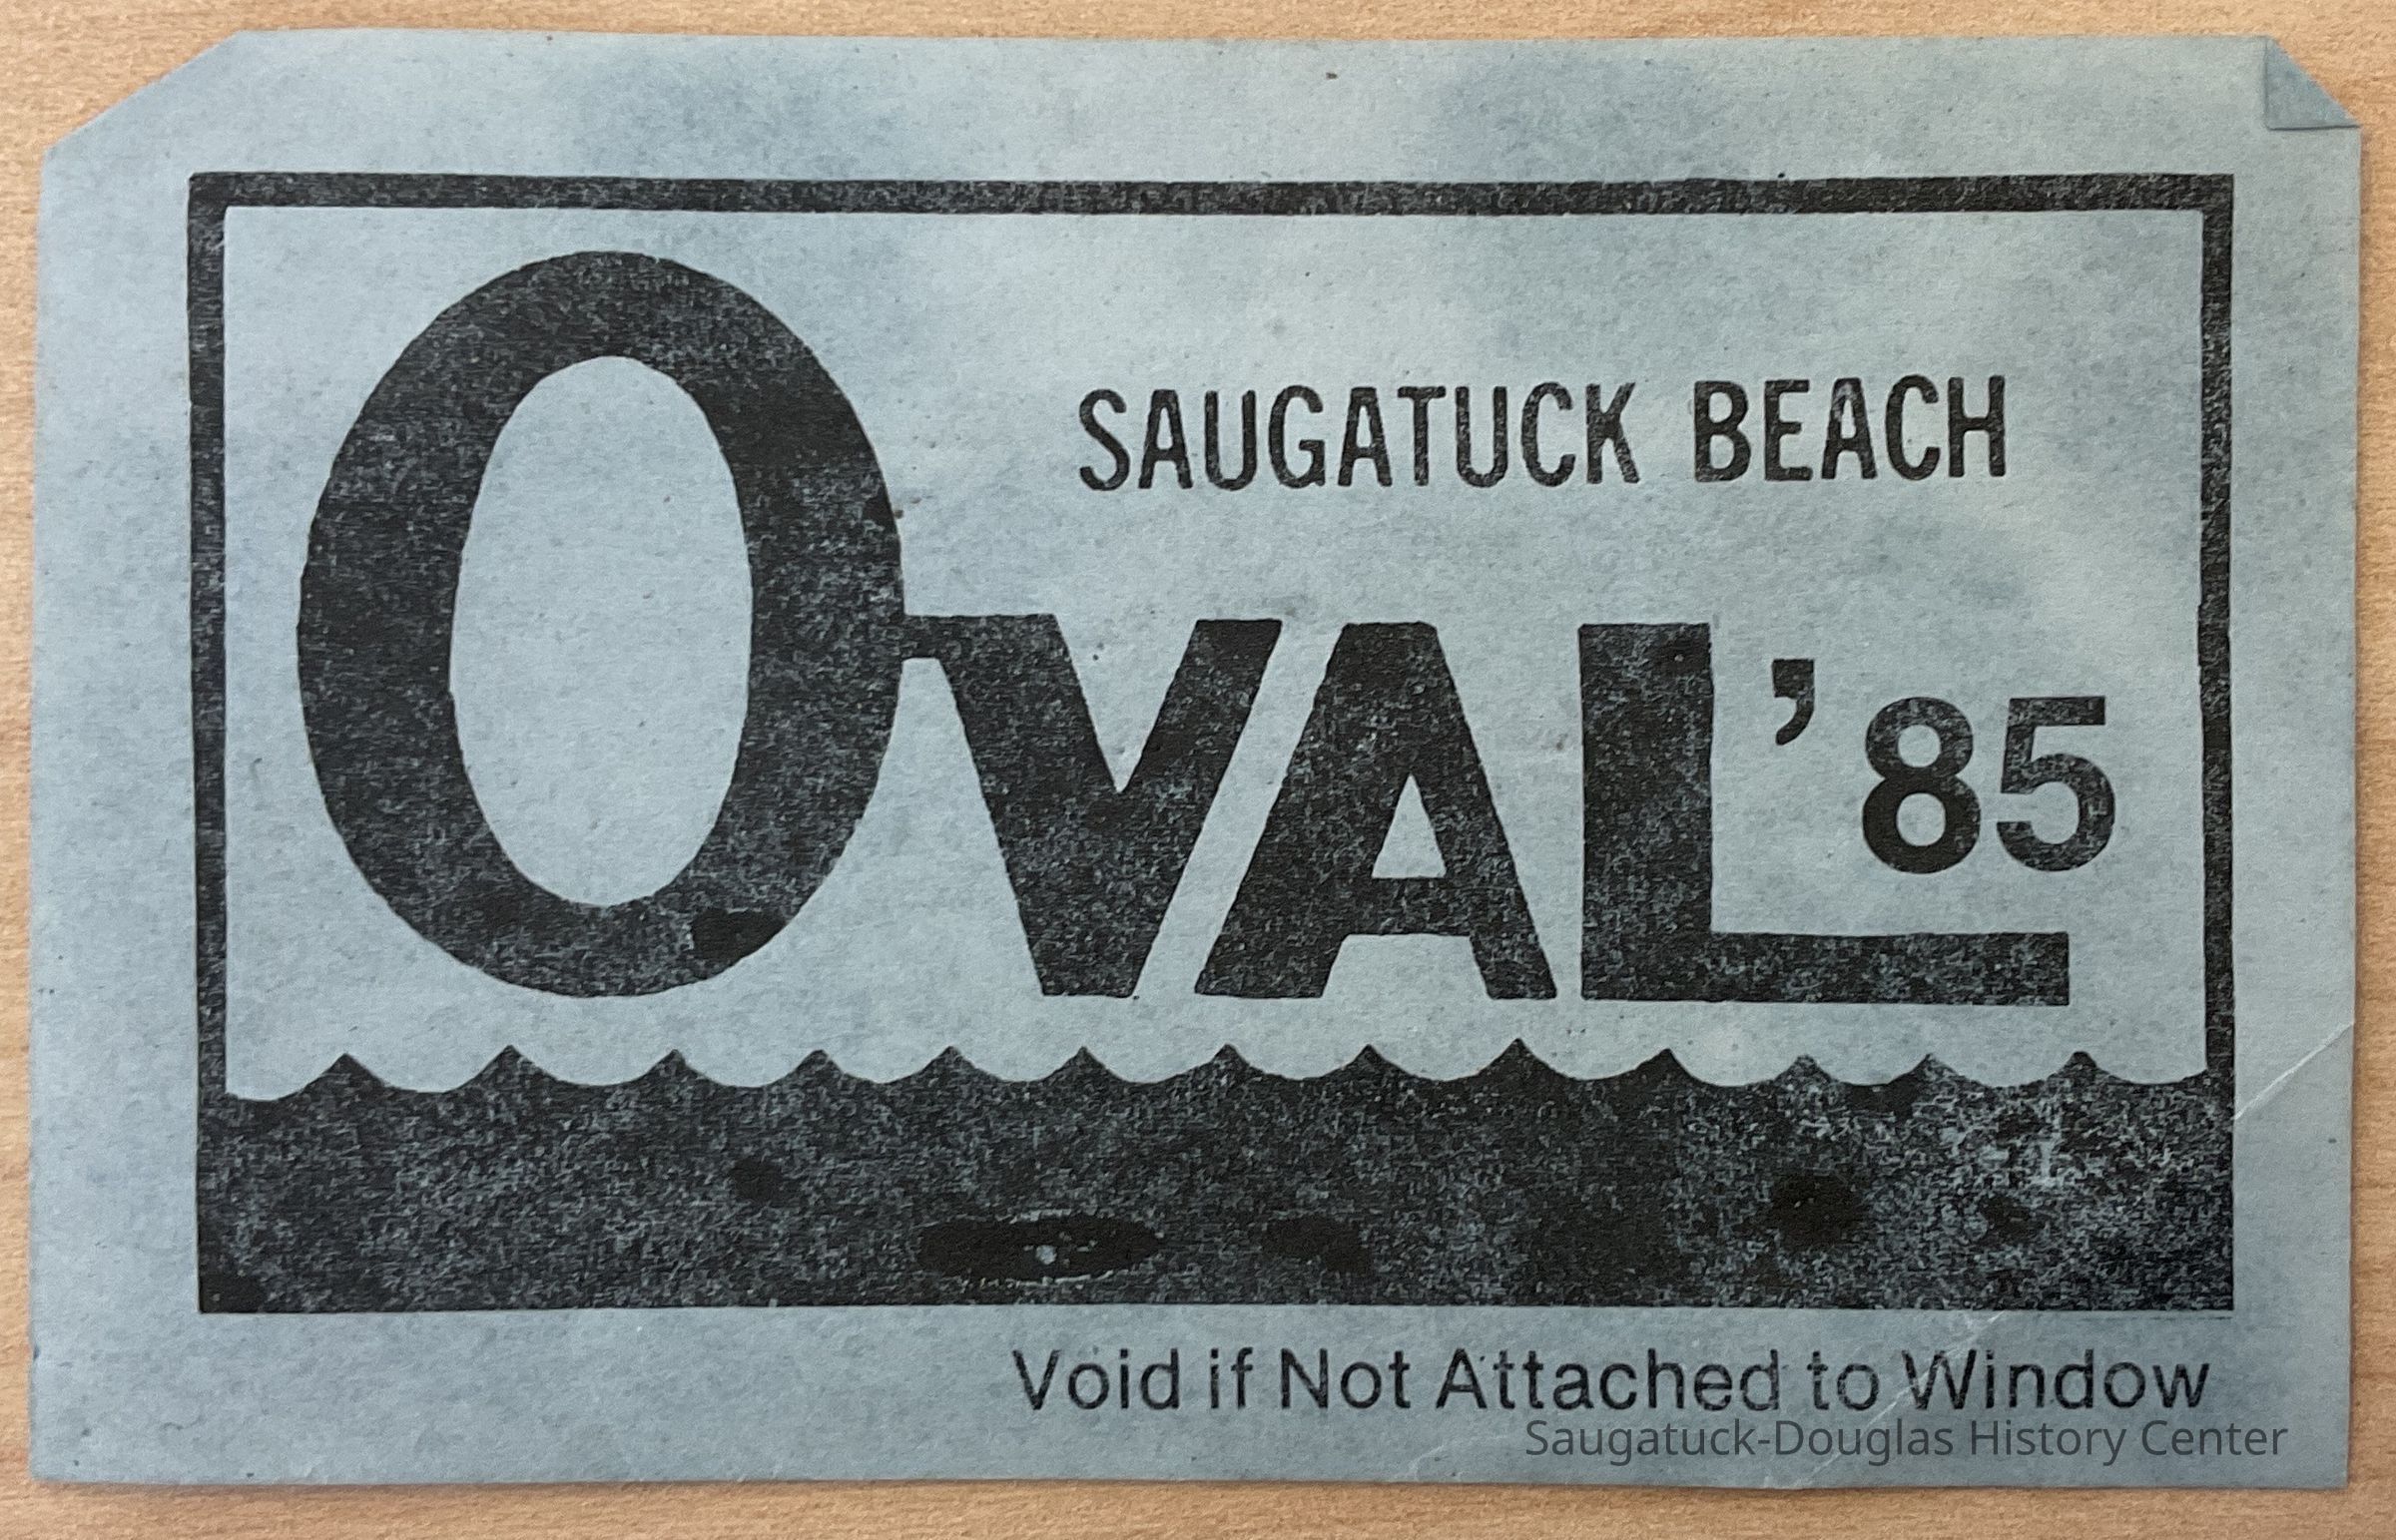 SAUGATUCK BEACH
OVAL '85
Void if Not Attached to Window
Saugatuck-Douglas History Center